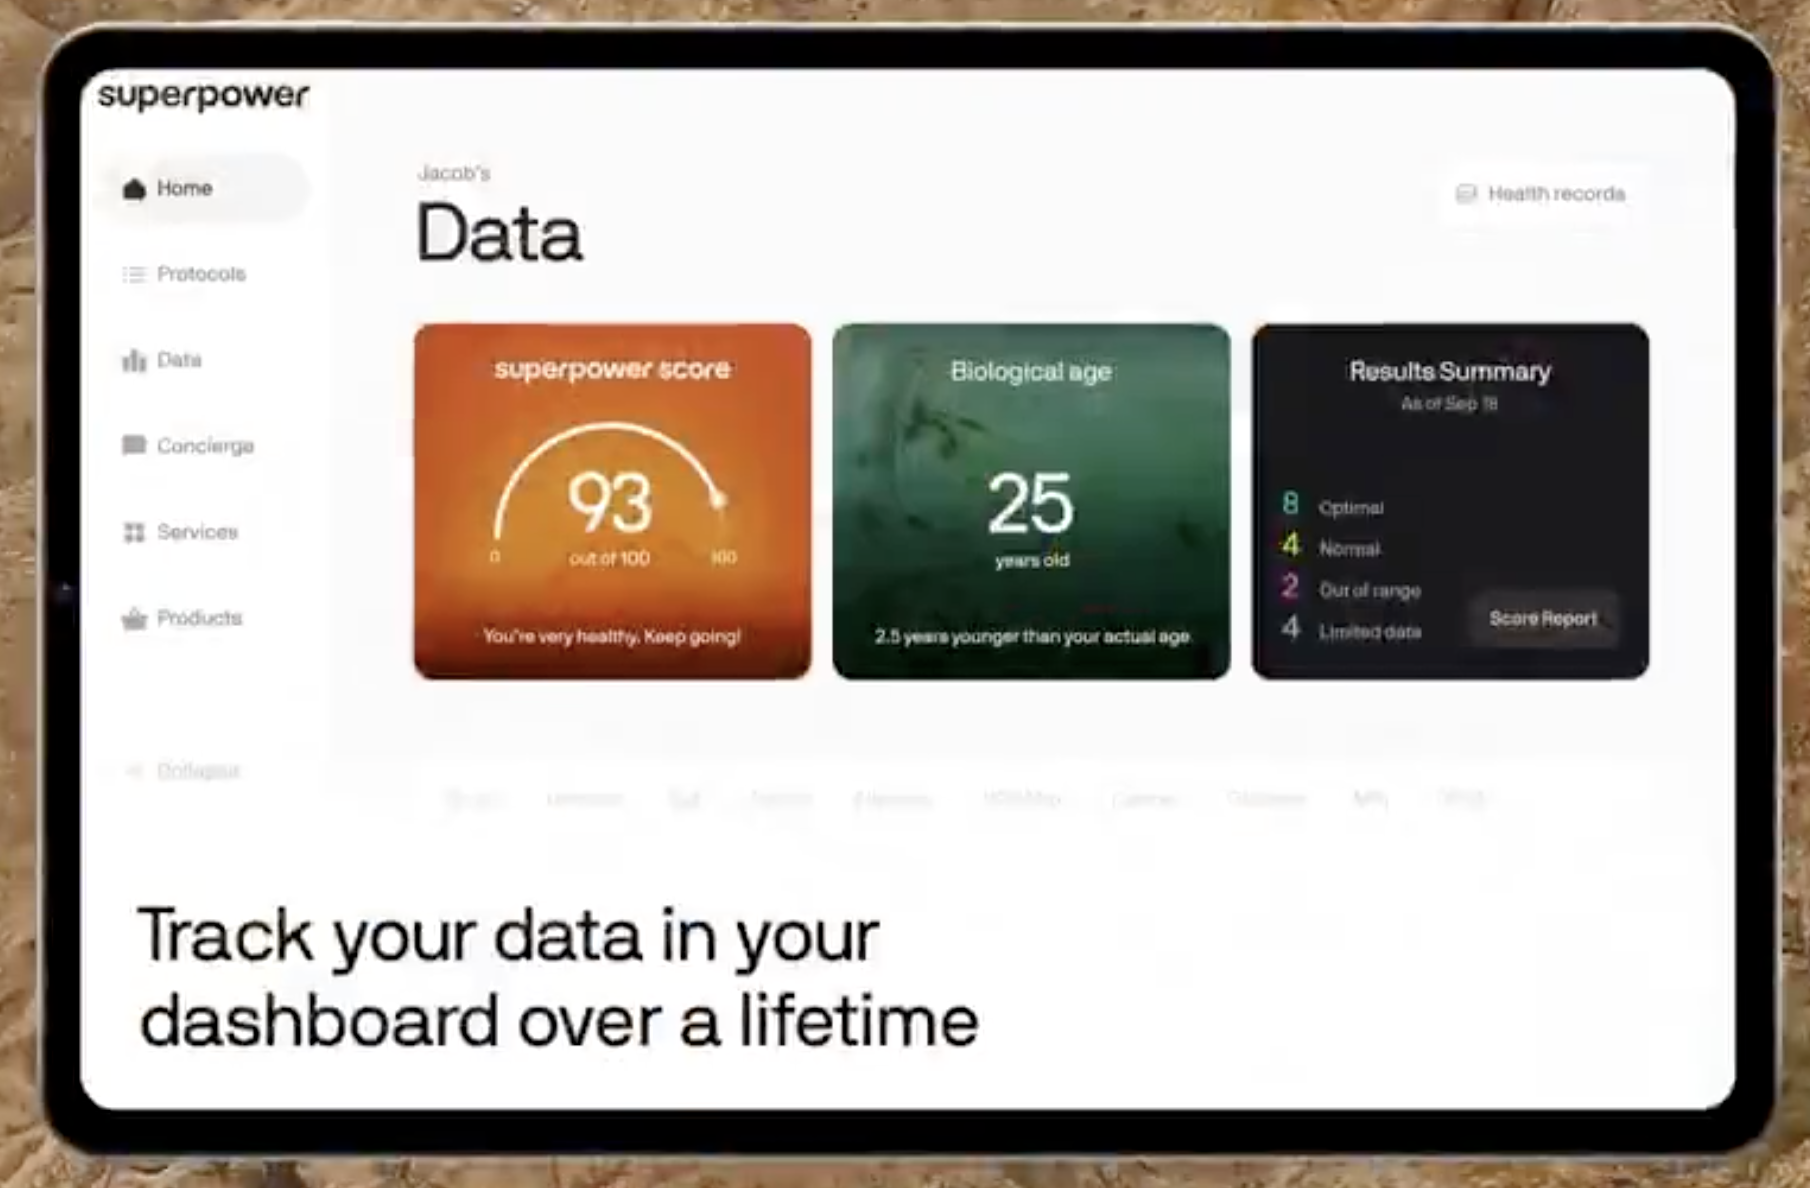 superpower
Home
Protocols
Data
Concierge
Services
Products
Collapse
Jacob's
Data
Health records
superpower score
93
0
out of 100
100
You're very healthy. Keep going!
Biological age
25
years old
2.5 years younger than your actual age
Results Summary
As of Sep 18
8 Optimal
4 Normal
2 Out of range
4 Limited data
Score Report
Track your data in your
dashboard over a lifetime